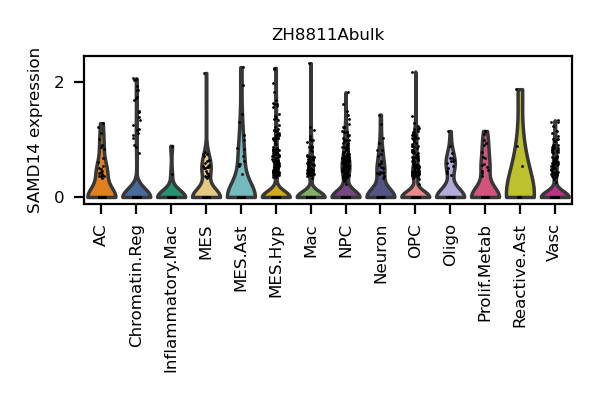 ZH8811Abulk
SAMD14 expression
2
0
AC
Chromatin.Reg
Inflammatory.Mac
MES
MES.Ast
MES.Hyp
Mac
NPC
Neuron
OPC
Oligo
Prolif.Metab
Reactive.Ast
Vasc